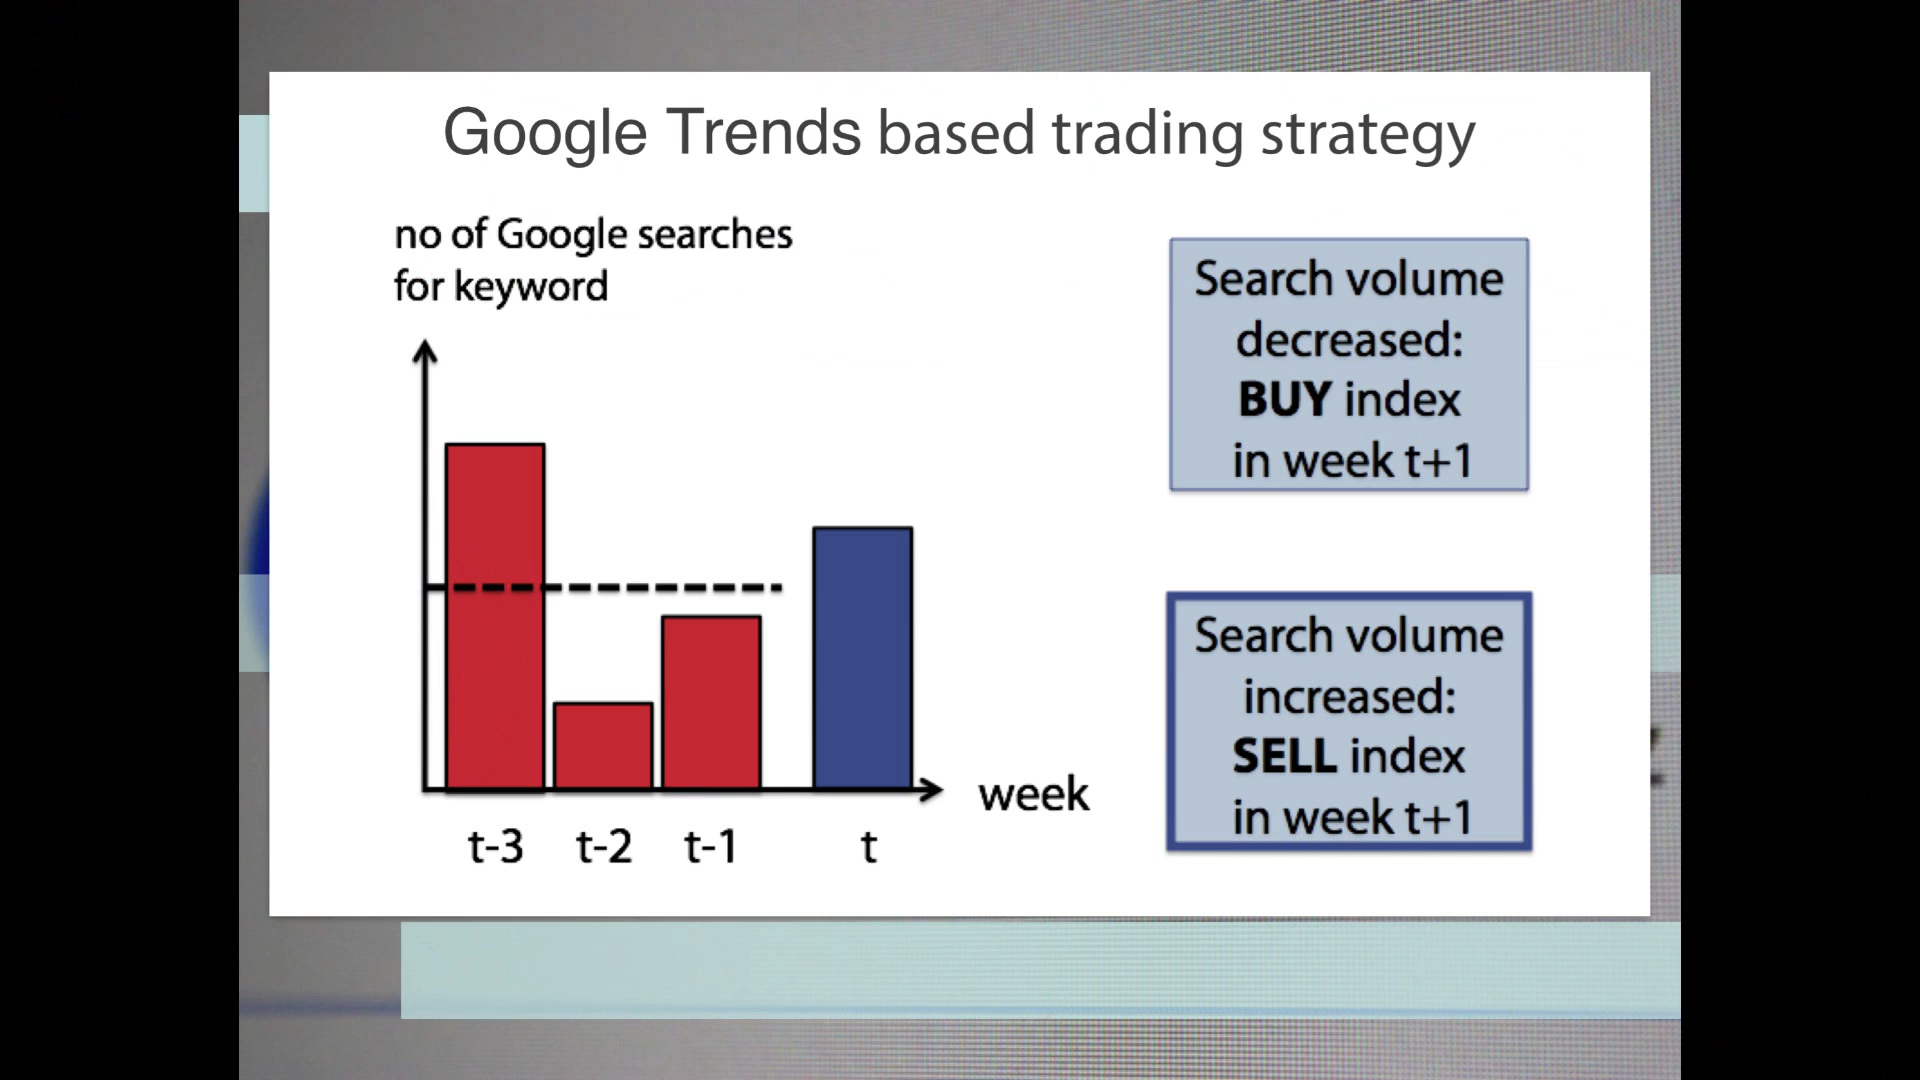 Google Trends based trading strategy
no of Google searches
for keyword
Search volume
decreased:
BUY index
in week t+1
Search volume
increased:
SELL index
in week t+1
week
t-3 t-2 t-1 t